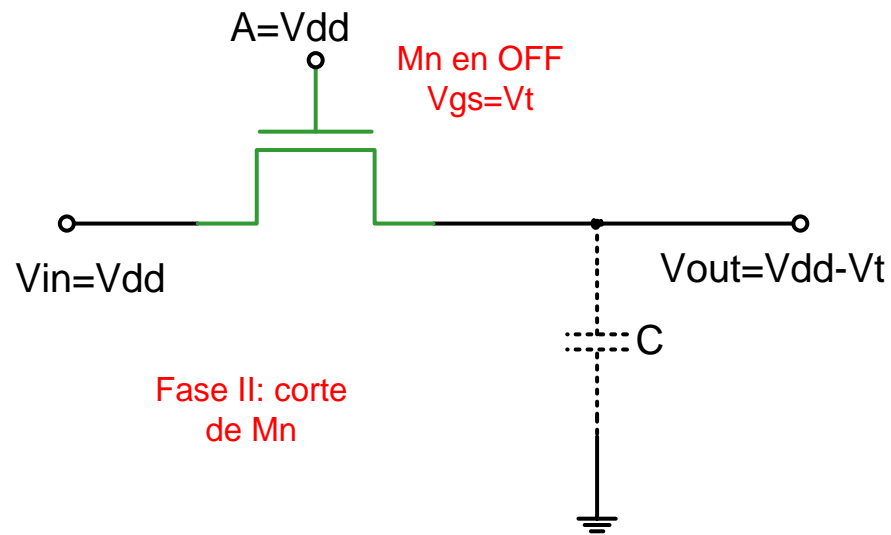 A=Vdd
Mn en OFF
Vgs=Vt
Vin=Vdd
Vout=Vdd-Vt
C
Fase II: corte
de Mn